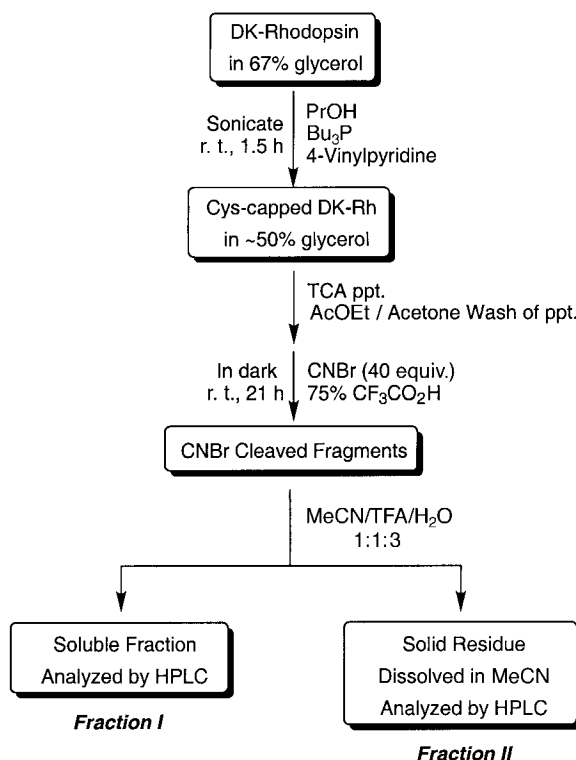 DK-Rhodopsin
in 67% glycerol
Sonicate
r. t., 1.5 h
PrOH
Bu₃P
4-Vinylpyridine
Cys-capped DK-Rh
in ~50% glycerol
TCA ppt.
AcOEt / Acetone Wash of ppt.
In dark
r. t., 21 h
CNBr (40 equiv.)
75% CF₃CO₂H
CNBr Cleaved Fragments
MeCN/TFA/H₂O
1:1:3
Soluble Fraction
Analyzed by HPLC
Fraction I
Solid Residue
Dissolved in MeCN
Analyzed by HPLC
Fraction II